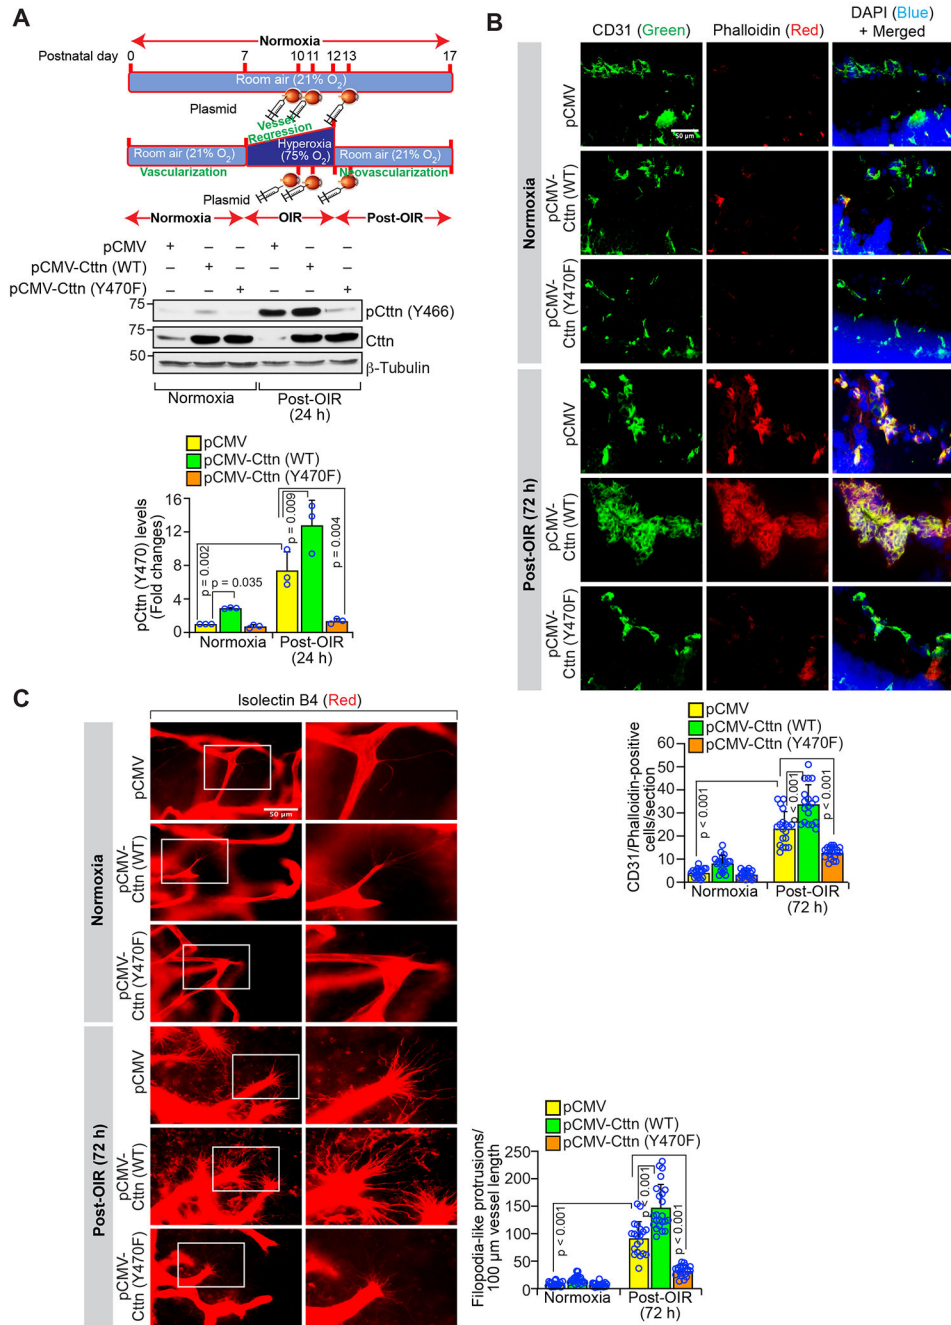 A
Normoxia
Postnatal day
0 7 10 11 12 13 17
Room air (21% O2)
Plasmid
Vessel
Regression
Hyperoxia
(75% O2)
Room air (21% O2)
Room air (21% O2)
Vascularization
Neovascularization
Plasmid
Normoxia OIR Post-OIR
pCMV + – – + – –
pCMV-Cttn (WT) – + – – + –
pCMV-Cttn (Y470F) – – + – – +
75
pCttn (Y466)
75
Cttn
50
β-Tubulin
Normoxia Post-OIR
(24 h)
pCMV
pCMV-Cttn (WT)
pCMV-Cttn (Y470F)
pCttn (Y470) levels
(Fold changes)
16
12
8
4
0
p = 0.002
p = 0.035
p = 0.009
p = 0.004
Normoxia Post-OIR
(24 h)
B
CD31 (Green) Phalloidin (Red) DAPI (Blue)
+ Merged
Normoxia
pCMV
50 µm
pCMV-
Cttn (WT)
pCMV-
Cttn (Y470F)
Post-OIR (72 h)
pCMV
pCMV-
Cttn (WT)
pCMV-
Cttn (Y470F)
pCMV
pCMV-Cttn (WT)
pCMV-Cttn (Y470F)
CD31/Phalloidin-positive
cells/section
60
50
40
30
20
10
0
p < 0.001
p < 0.001
p < 0.001
Normoxia Post-OIR
(72 h)
C
Isolectin B4 (Red)
Normoxia
pCMV
50 µm
pCMV-
Cttn (WT)
pCMV-
Cttn (Y470F)
Post-OIR (72 h)
pCMV
pCMV-
Cttn (WT)
pCMV-
Cttn (Y470F)
pCMV
pCMV-Cttn (WT)
pCMV-Cttn (Y470F)
Filopodia-like protrusions/
100 µm vessel length
250
200
150
100
50
0
p < 0.001
p < 0.001
p < 0.001
Normoxia Post-OIR
(72 h)